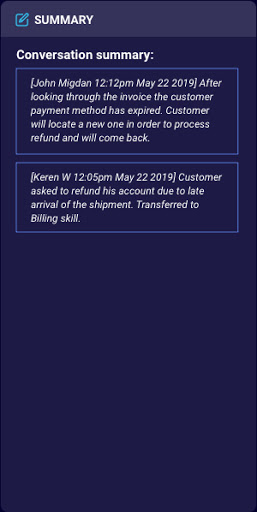 SUMMARY
Conversation summary:
[John Migdan 12:12pm May 22 2019] After
looking through the invoice the customer
payment method has expired. Customer
will locate a new one in order to process
refund and will come back.
[Keren W 12:05pm May 22 2019] Customer
asked to refund his account due to late
arrival of the shipment. Transferred to
Billing skill.